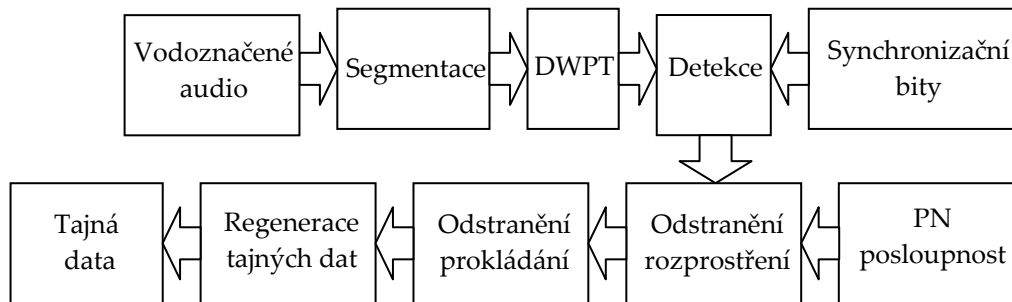 Vodoznačené
audio
Segmentace
DWPT
Detekce
Synchronizační
bity
Tajná
data
Regenerace
tajných dat
Odstranění
prokládání
Odstranění
rozprostření
PN
posloupnost